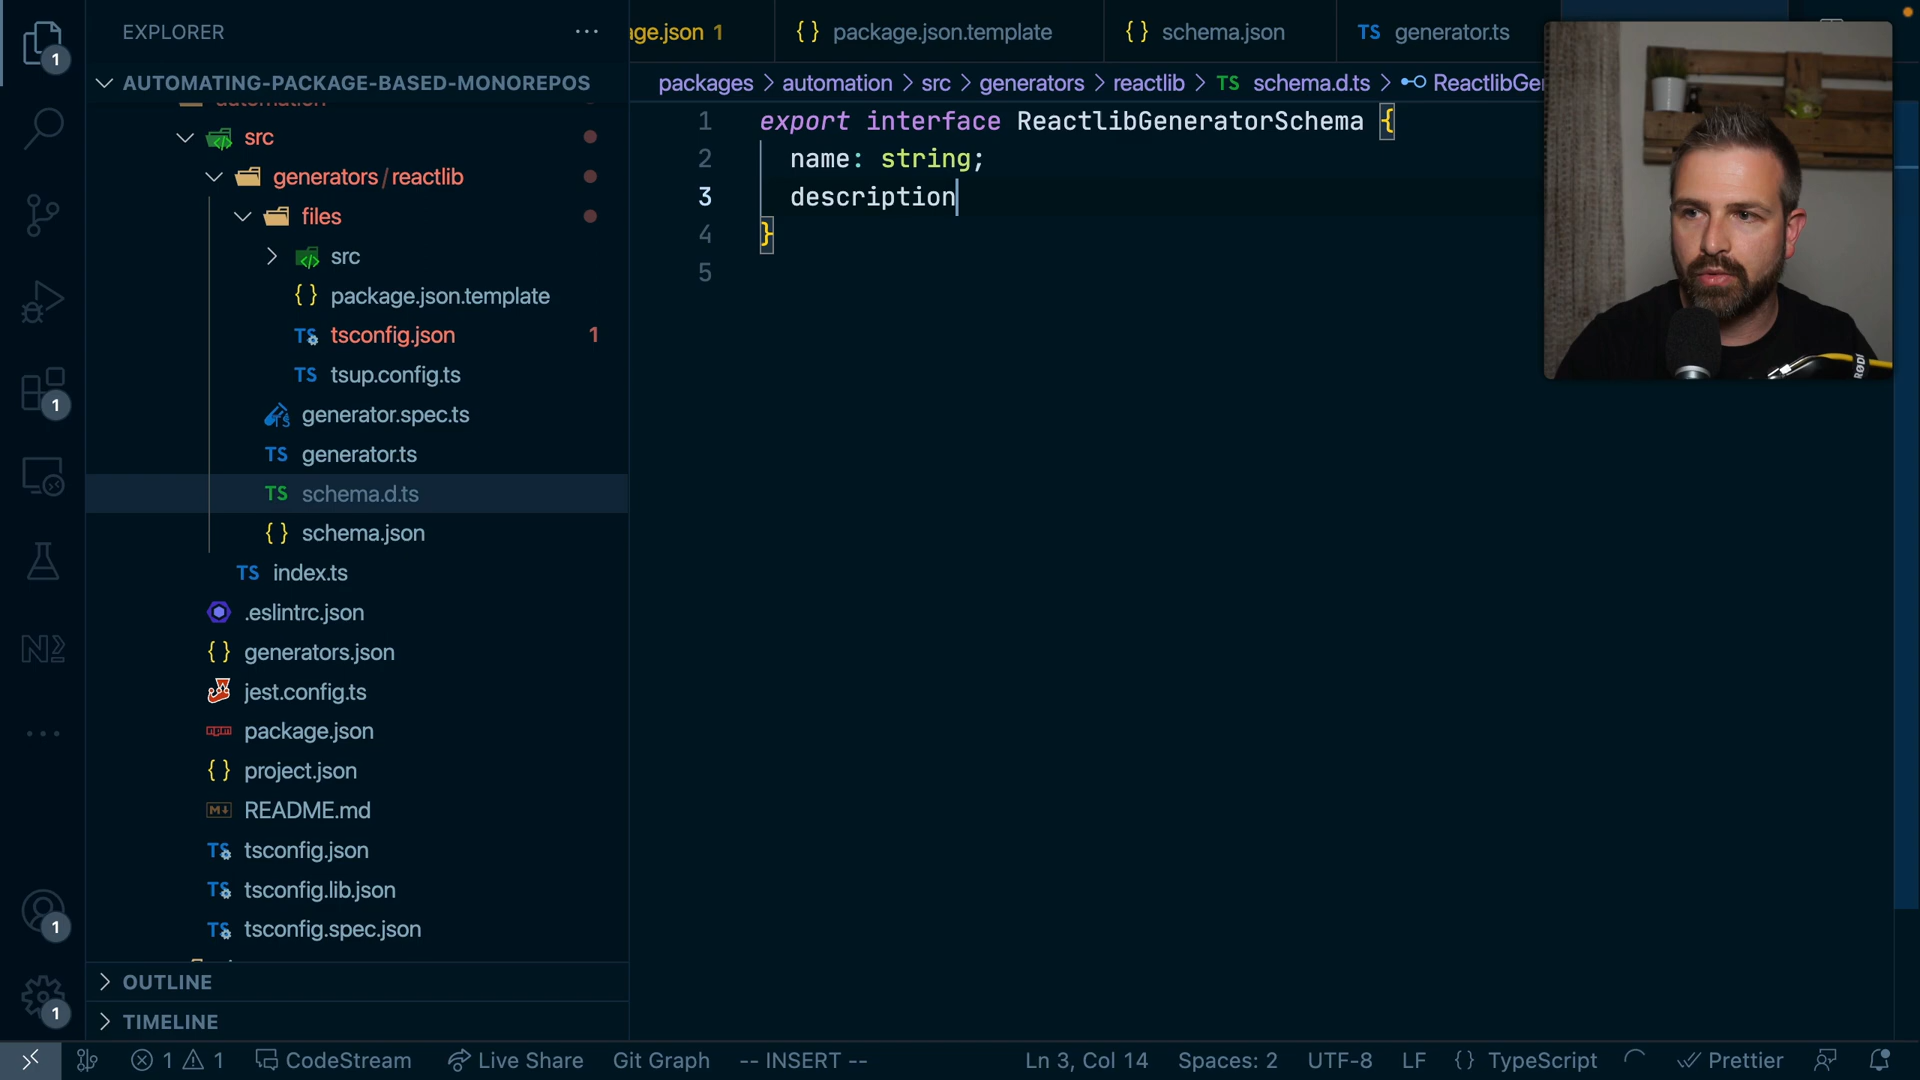 EXPLORER
AUTOMATING-PACKAGE-BASED-MONOREPOS
automation
src
generators/reactlib
files
src
package.json.template
tsconfig.json 1
tsup.config.ts
generator.spec.ts
generator.ts
schema.d.ts
schema.json
index.ts
.eslintrc.json
generators.json
jest.config.ts
package.json
project.json
README.md
tsconfig.json
tsconfig.lib.json
tsconfig.spec.json
OUTLINE
TIMELINE
age.json 1 package.json.template schema.json TS generator.ts
packages > automation > src > generators > reactlib > TS schema.d.ts > ReactlibGe
1 export interface ReactlibGeneratorSchema {
2 name: string;
3 description
4 }
5
RØD
1 1 CodeStream Live Share Git Graph -- INSERT -- Ln 3, Col 14 Spaces: 2 UTF-8 LF {} TypeScript Prettier